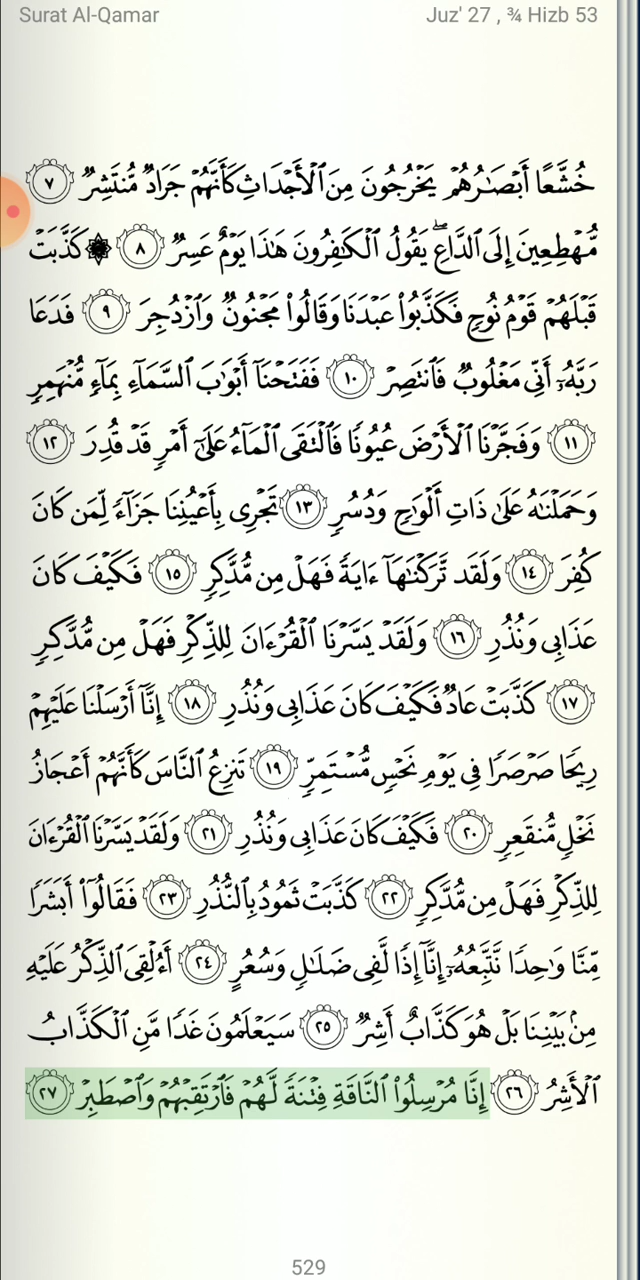 Surat Al-Qamar
Juz' 27 , ¾ Hizb 53
خُشَّعًا أَبْصَـٰرُهُمْ يَخْرُجُونَ مِنَ ٱلْأَجْدَاثِ كَأَنَّهُمْ جَرَادٌ مُّنتَشِرٌ ٧
مُّهْطِعِينَ إِلَى ٱلدَّاعِ ۖ يَقُولُ ٱلْكَـٰفِرُونَ هَـٰذَا يَوْمٌ عَسِرٌ ٨ ۞ كَذَّبَتْ
قَبْلَهُمْ قَوْمُ نُوحٍ فَكَذَّبُوا۟ عَبْدَنَا وَقَالُوا۟ مَجْنُونٌ وَٱزْدُجِرَ ٩ فَدَعَا
رَبَّهُۥٓ أَنِّى مَغْلُوبٌ فَٱنتَصِرْ ١٠ فَفَتَحْنَآ أَبْوَٰبَ ٱلسَّمَآءِ بِمَآءٍ مُّنْهَمِرٍ
١١ وَفَجَّرْنَا ٱلْأَرْضَ عُيُونًا فَٱلْتَقَى ٱلْمَآءُ عَلَىٰٓ أَمْرٍ قَدْ قُدِرَ ١٢
وَحَمَلْنَـٰهُ عَلَىٰ ذَاتِ أَلْوَٰحٍ وَدُسُرٍ ١٣ تَجْرِى بِأَعْيُنِنَا جَزَآءً لِّمَن كَانَ
كُفِرَ ١٤ وَلَقَد تَّرَكْنَـٰهَآ ءَايَةً فَهَلْ مِن مُّدَّكِرٍ ١٥ فَكَيْفَ كَانَ
عَذَابِى وَنُذُرِ ١٦ وَلَقَدْ يَسَّرْنَا ٱلْقُرْءَانَ لِلذِّكْرِ فَهَلْ مِن مُّدَّكِرٍ
١٧ كَذَّبَتْ عَادٌ فَكَيْفَ كَانَ عَذَابِى وَنُذُرِ ١٨ إِنَّآ أَرْسَلْنَا عَلَيْهِمْ
رِيحًا صَرْصَرًا فِى يَوْمِ نَحْسٍ مُّسْتَمِرٍّ ١٩ تَنزِعُ ٱلنَّاسَ كَأَنَّهُمْ أَعْجَازُ
نَخْلٍ مُّنقَعِرٍ ٢٠ فَكَيْفَ كَانَ عَذَابِى وَنُذُرِ ٢١ وَلَقَدْ يَسَّرْنَا ٱلْقُرْءَانَ
لِلذِّكْرِ فَهَلْ مِن مُّدَّكِرٍ ٢٢ كَذَّبَتْ ثَمُودُ بِٱلنُّذُرِ ٢٣ فَقَالُوٓا۟ أَبَشَرًا
مِّنَّا وَٰحِدًا نَّتَّبِعُهُۥٓ إِنَّآ إِذًا لَّفِى ضَلَـٰلٍ وَسُعُرٍ ٢٤ أَءُلْقِىَ ٱلذِّكْرُ عَلَيْهِ
مِنۢ بَيْنِنَا بَلْ هُوَ كَذَّابٌ أَشِرٌ ٢٥ سَيَعْلَمُونَ غَدًا مَّنِ ٱلْكَذَّابُ
ٱلْأَشِرُ ٢٦ إِنَّا مُرْسِلُوا۟ ٱلنَّاقَةِ فِتْنَةً لَّهُمْ فَٱرْتَقِبْهُمْ وَٱصْطَبِرْ ٢٧
529